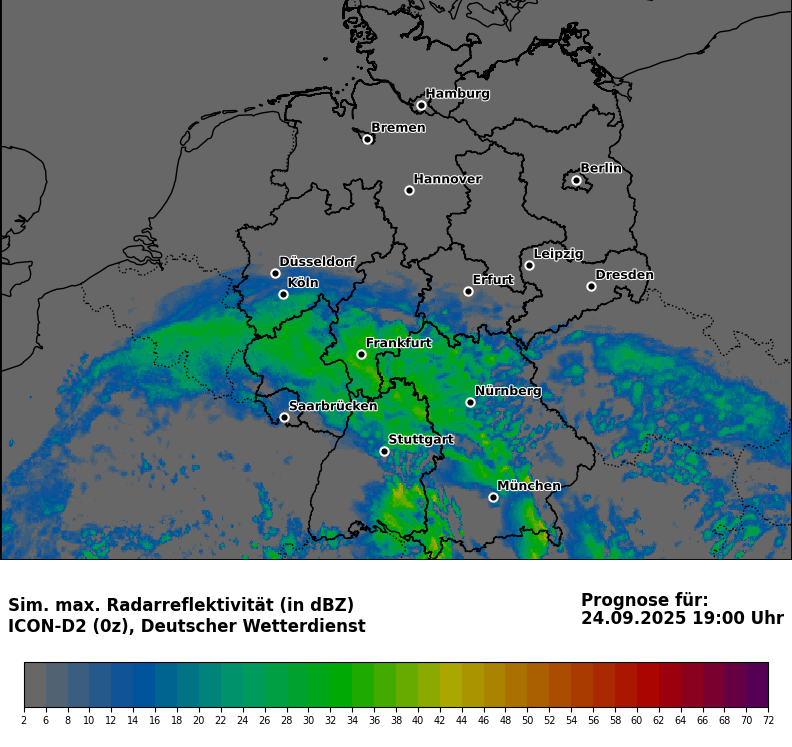 Hamburg
Bremen
Berlin
Hannover
Leipzig
Düsseldorf
Dresden
Köln
Erfurt
Frankfurt
Nürnberg
Saarbrücken
Stuttgart
München
Sim. max. Radarreflektivität (in dBZ)
ICON-D2 (0z), Deutscher Wetterdienst
Prognose für:
24.09.2025 19:00 Uhr
2 6 8 10 12 14 16 18 20 22 24 26 28 30 32 34 36 38 40 42 44 46 48 50 52 54 56 58 60 62 64 66 68 70 72